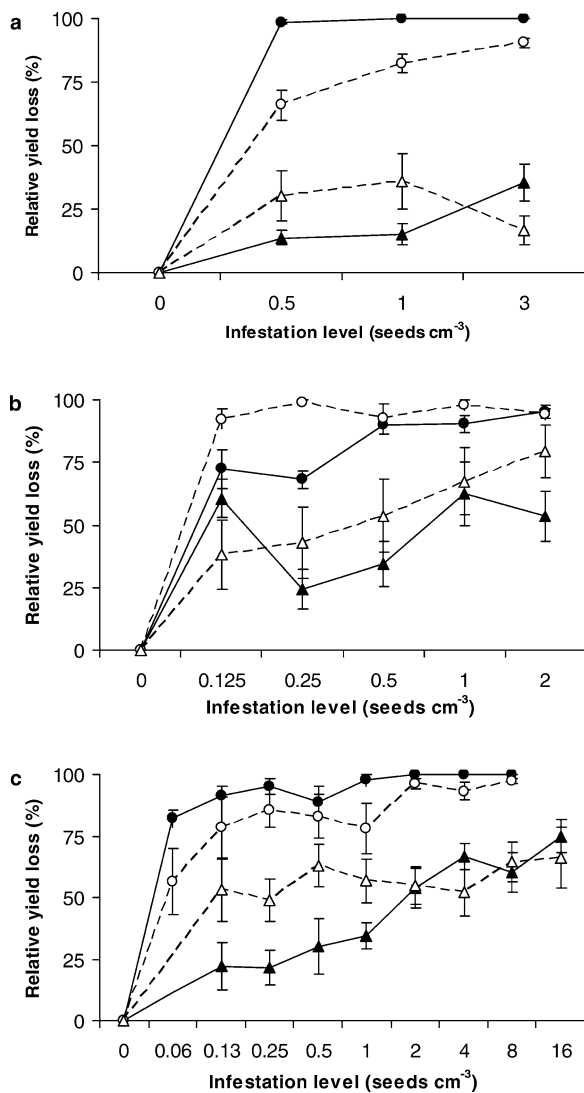 a
100
75
50
25
0
Relative yield loss (%)
0 0.5 1 3
Infestation level (seeds cm-3)
b
100
75
50
25
0
Relative yield loss (%)
0 0.125 0.25 0.5 1 2
Infestation level (seeds cm-3)
c
100
75
50
25
0
Relative yield loss (%)
0 0.06 0.13 0.25 0.5 1 2 4 8 16
Infestation level (seeds cm-3)